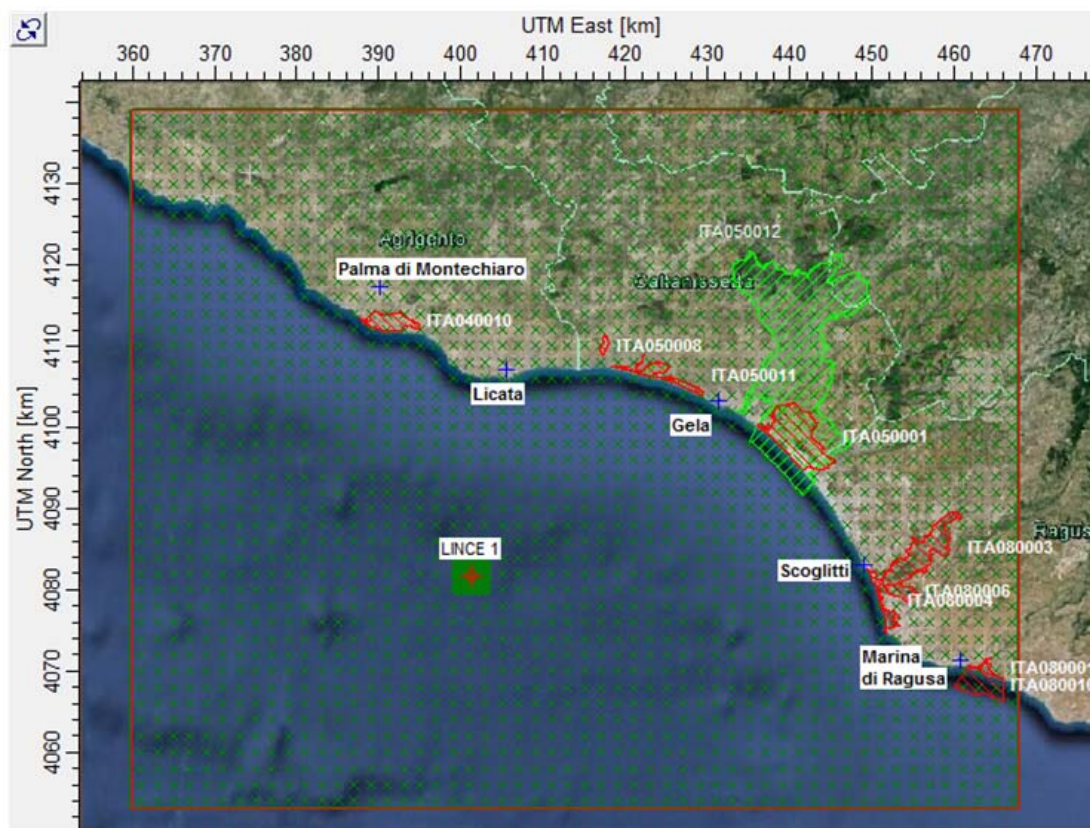 UTM East [km]
360 370 380 390 400 410 420 430 440 450 460 470
UTM North [km]
4130
4120
4110
4100
4090
4080
4070
4060
ITA050012
Agrigento
Palma di Montechiaro
Caltanissetta
ITA040010
ITA050008
ITA050011
Licata
Gela
ITA050001
LINCE 1
Ragus
ITA080003
Scoglitti
ITA080006
ITA080004
Marina
di Ragusa
ITA080001
ITA080010